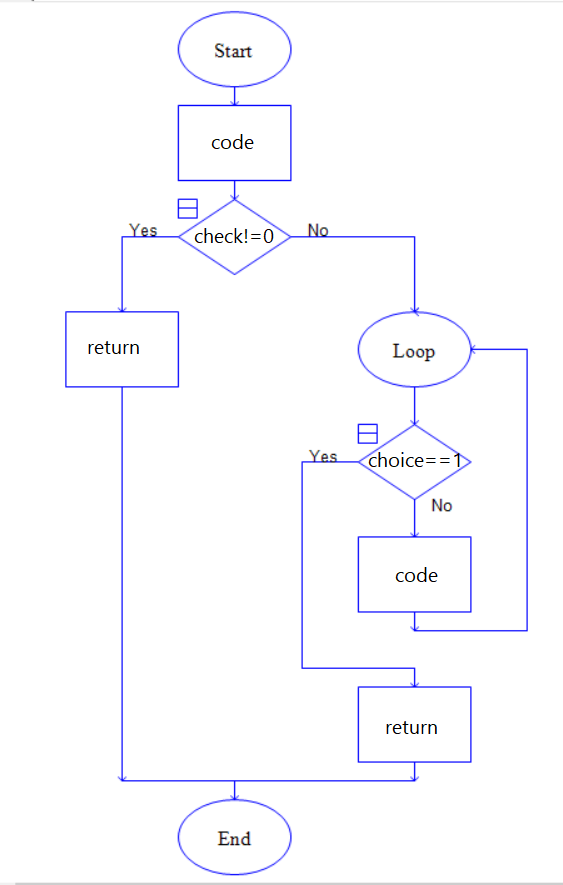 Start
code
check!=0
Yes
No
return
Loop
choice==1
Yes
No
code
return
End